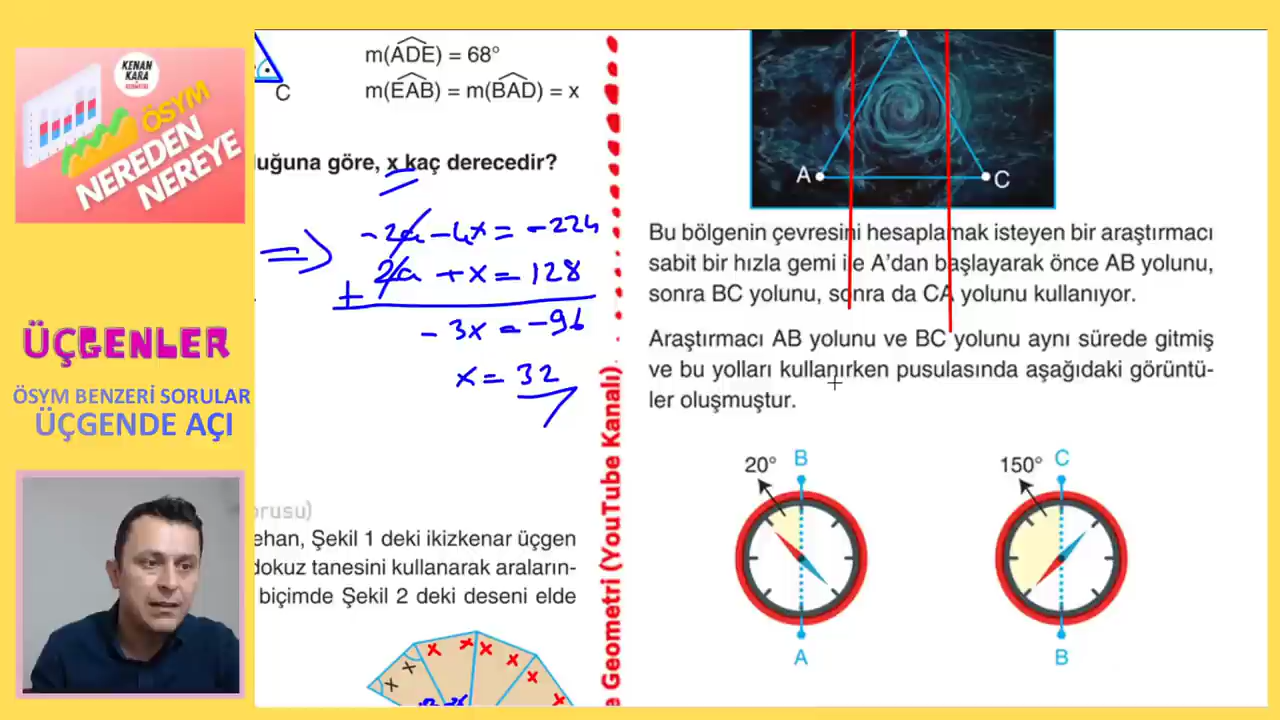 KENAN
KARA
ÖSYM
NEREDEN
NEREYE
ÜÇGENLER
ÖSYM BENZERİ SORULAR
ÜÇGENDE AÇI
C
m(ADE) = 68°
m(EAB) = m(BAD) = x
luğuna göre, x kaç derecedir?
⇒ -2a - 4x = -224
+ 2a + x = 128
- 3x = -96
x = 32
orusu)
ehan, Şekil 1 deki ikizkenar üçgen
dokuz tanesini kullanarak araların-
biçimde Şekil 2 deki deseni elde
x x x x x x x x
e Geometri (YouTube Kanalı)
A
C
Bu bölgenin çevresini hesaplamak isteyen bir araştırmacı
sabit bir hızla gemi ile A'dan başlayarak önce AB yolunu,
sonra BC yolunu, sonra da CA yolunu kullanıyor.
Araştırmacı AB yolunu ve BC yolunu aynı sürede gitmiş
ve bu yolları kullanırken pusulasında aşağıdaki görüntü-
ler oluşmuştur.
20° B
A
150° C
B